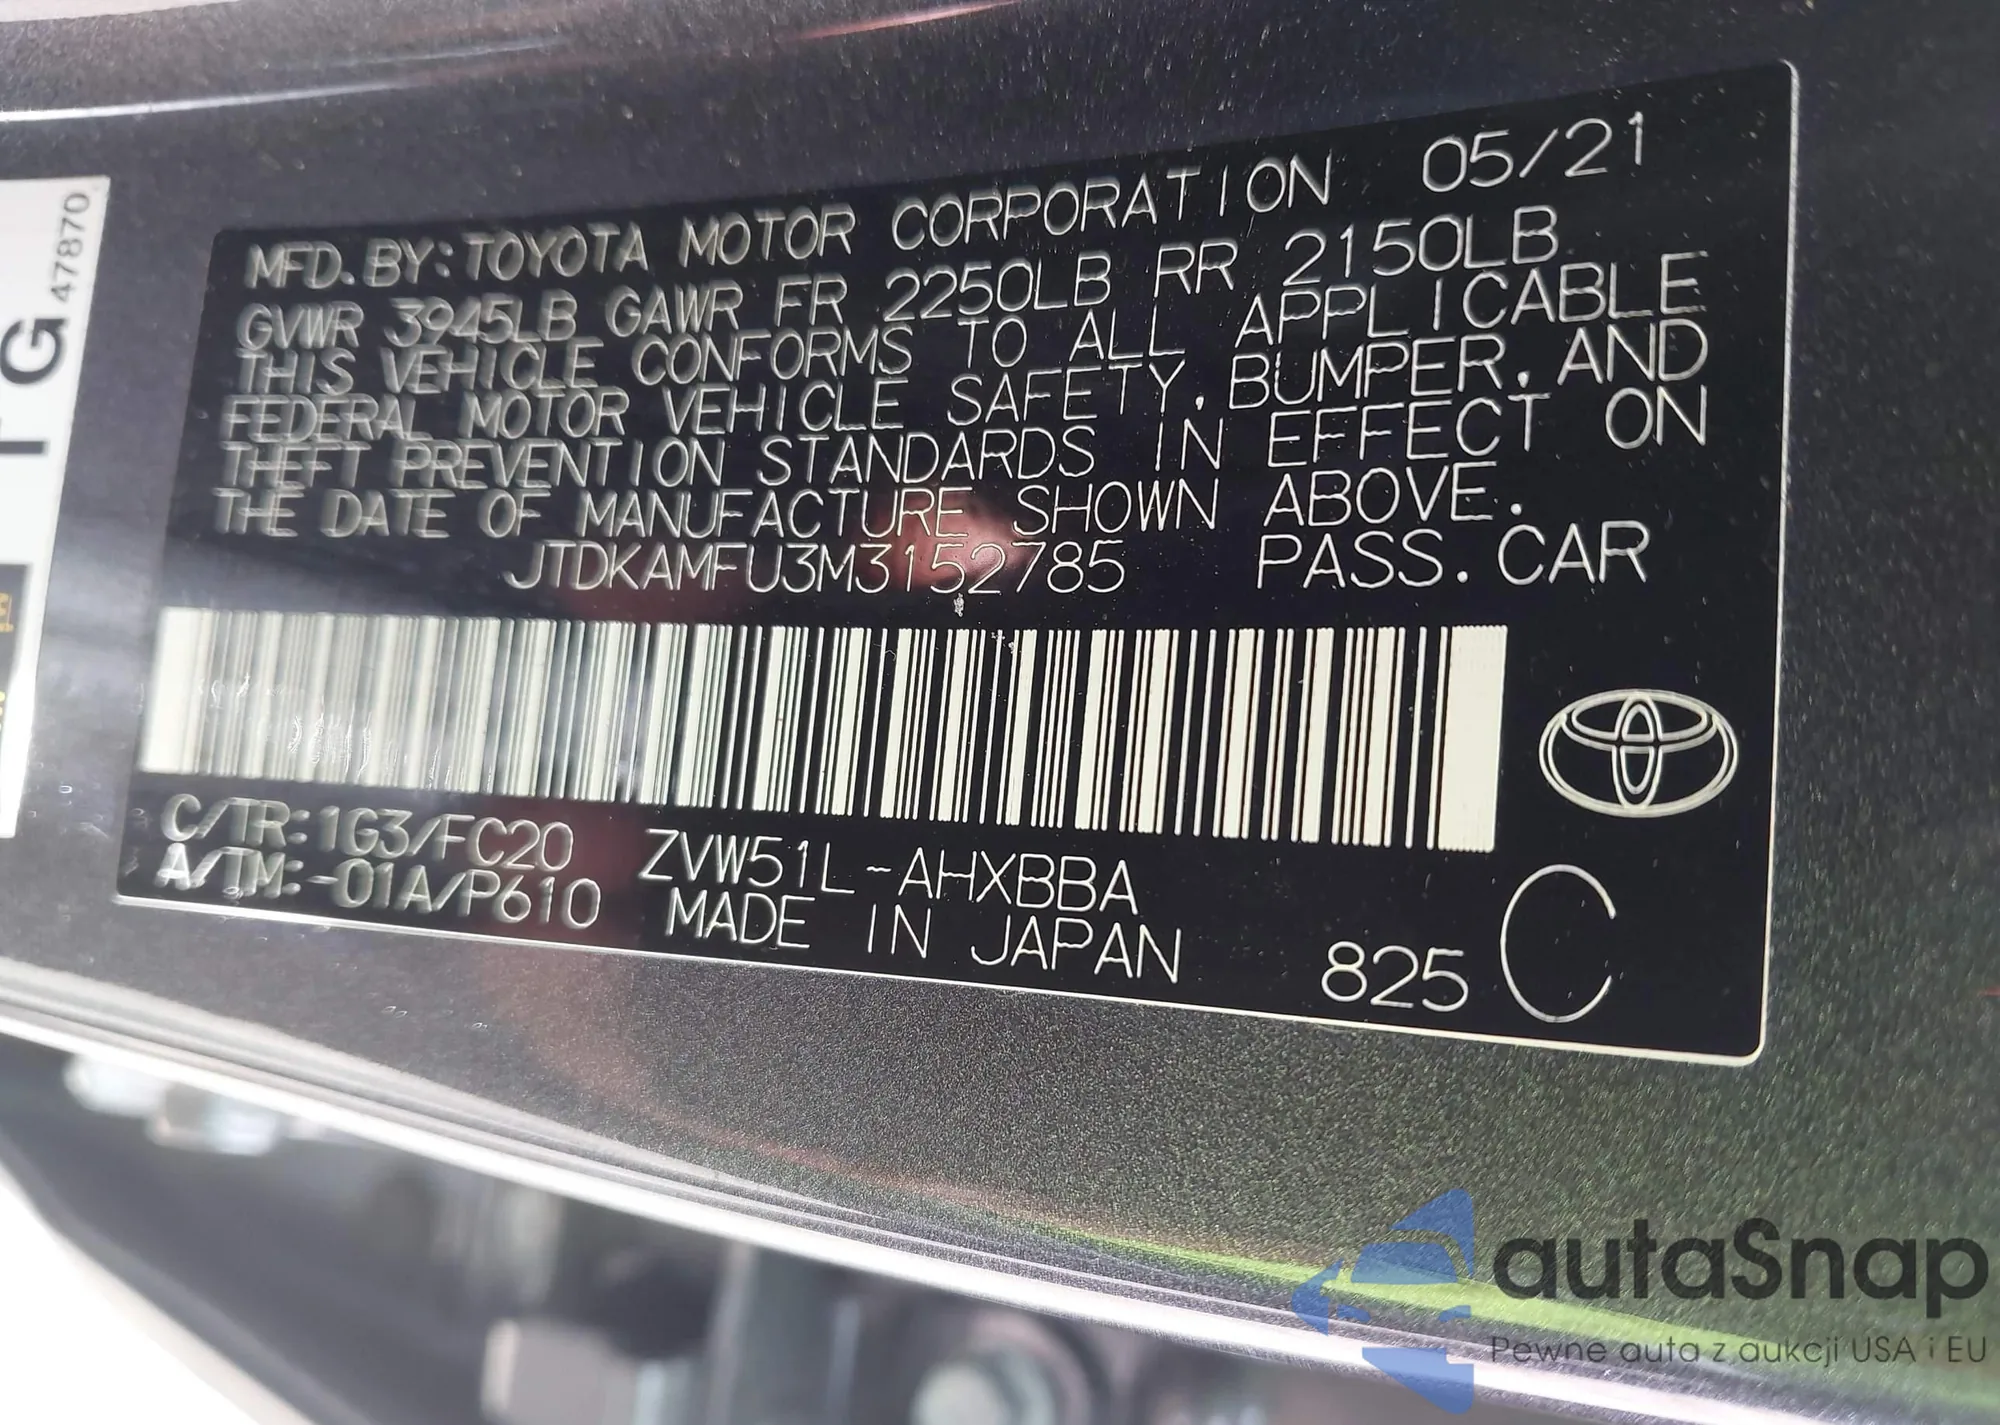 TG
47870
MFD. BY: TOYOTA MOTOR CORPORATION 05/21
GVWR 3945LB GAWR FR 2250LB RR 2150LB
THIS VEHICLE CONFORMS TO ALL APPLICABLE
FEDERAL MOTOR VEHICLE SAFETY, BUMPER, AND
THEFT PREVENTION STANDARDS IN EFFECT ON
THE DATE OF MANUFACTURE SHOWN ABOVE.
JTDKAMFU3M3152785 PASS. CAR
C/TR: 1G3/FC20 ZVW51L-AHXBBA
A/TM: -01A/P610 MADE IN JAPAN 825 C
autaSnap
Pewne auta z aukcji USA i EU